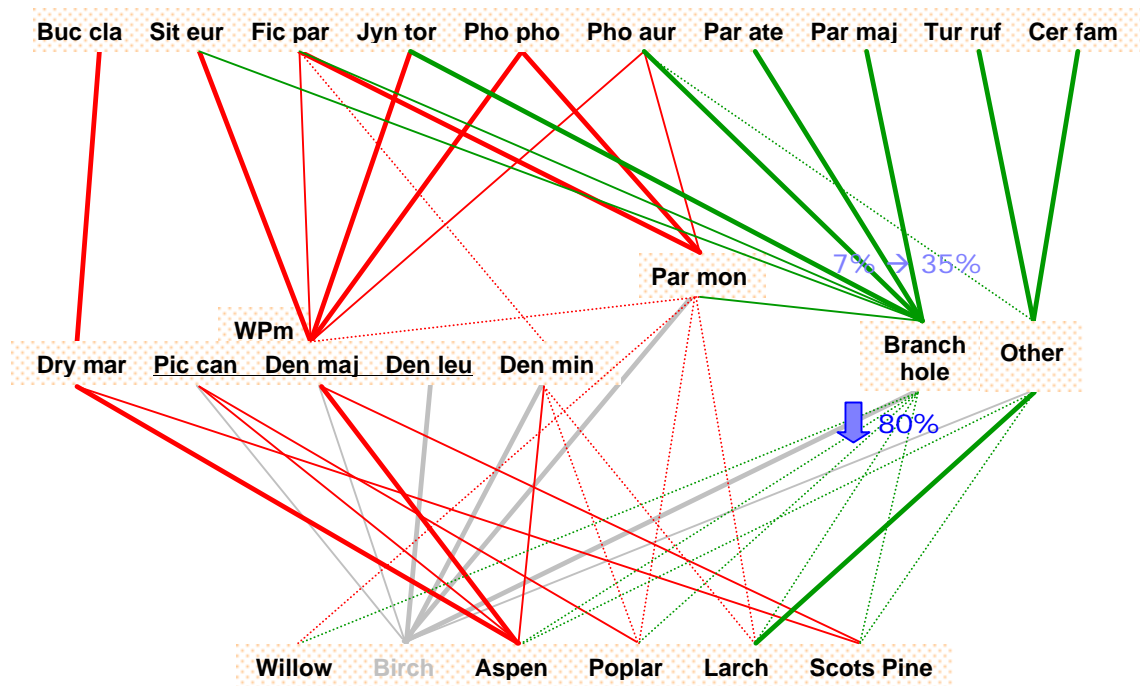 Buc cla Sit eur Fic par Jyn tor Pho pho Pho aur Par ate Par maj Tur ruf Cer fam
7% → 35%
Par mon
WPm
Dry mar Pic can Den maj Den leu Den min
Branch hole
Other
80%
Willow Birch Aspen Poplar Larch Scots Pine